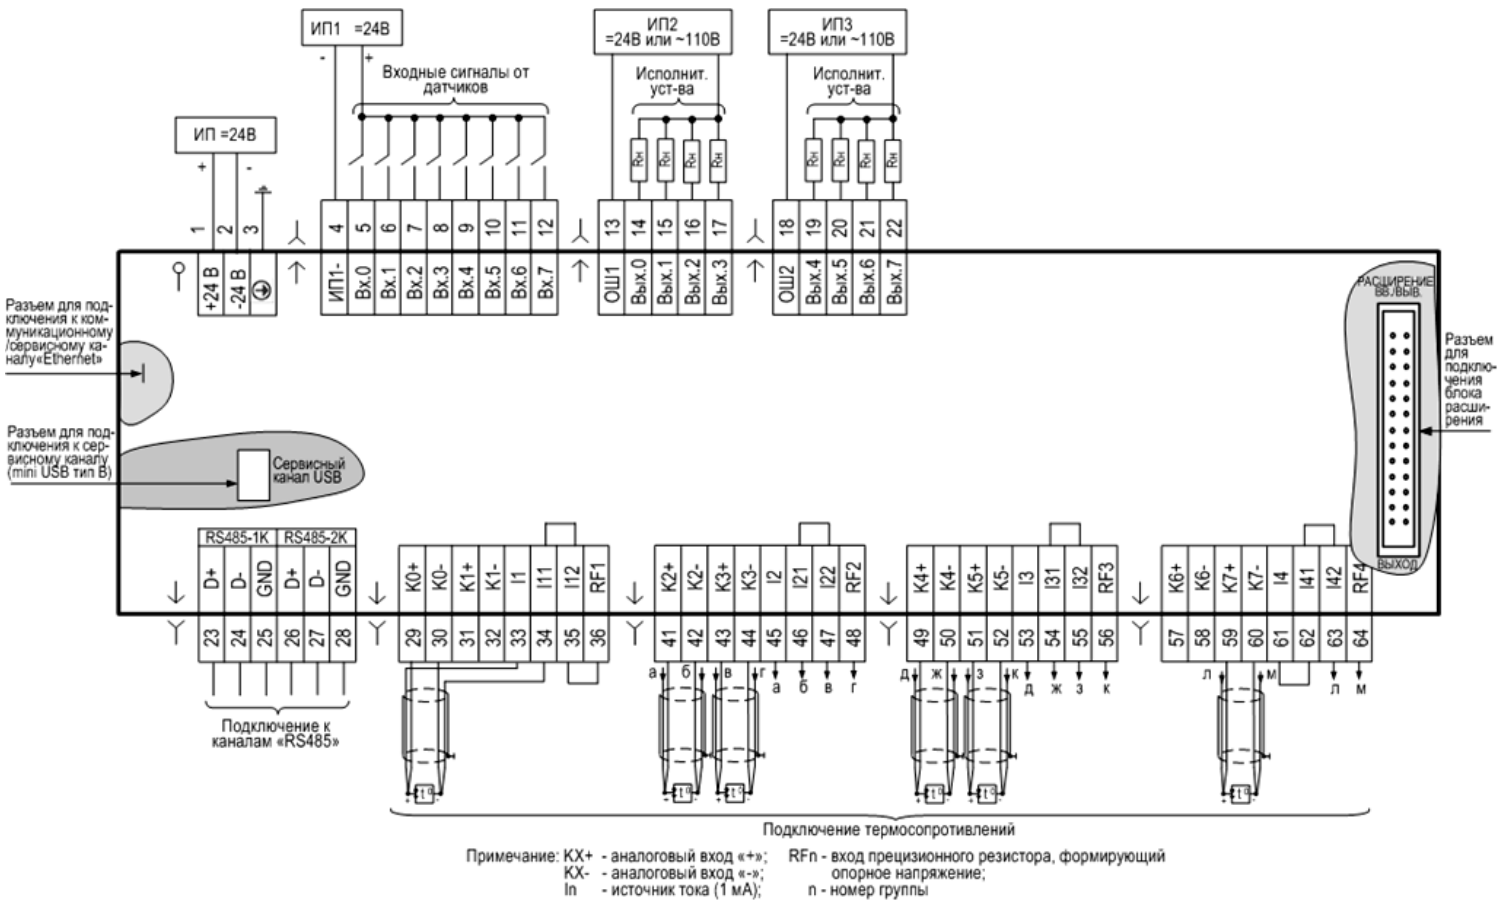 ИП1 =24В
- +
Входные сигналы от
датчиков
ИП2
=24В или ~110В
Исполнит.
уст-ва
Rн Rн Rн Rн
ИП3
=24В или ~110В
Исполнит.
уст-ва
Rн Rн Rн Rн
ИП =24В
+ -
1 2 3
4 5 6 7 8 9 10 11 12
13 14 15 16 17
18 19 20 21 22
+24 В -24 В
ИП1- Вх.0 Вх.1 Вх.2 Вх.3 Вх.4 Вх.5 Вх.6 Вх.7
ОШ1 Вых.0 Вых.1 Вых.2 Вых.3
ОШ2 Вых.4 Вых.5 Вых.6 Вых.7
Разъем для под-
ключения к ком-
муникационному
/сервисному ка-
налу«Ethernet»
Разъем для под-
ключения к сер-
висному каналу
(mini USB тип B)
Сервисный
канал USB
РАСШИРЕНИЕ
ВВ./ВЫВ.
ВЫХОД
Разъем
для
подклю-
чения
блока
расши-
рения
RS485-1K RS485-2K
D+ D- GND D+ D- GND
K0+ K0- K1+ K1- I1 I11 I12 RF1
K2+ K2- K3+ K3- I2 I21 I22 RF2
K4+ K4- K5+ K5- I3 I31 I32 RF3
K6+ K6- K7+ K7- I4 I41 I42 RF4
23 24 25 26 27 28
29 30 31 32 33 34 35 36
41 42 43 44 45 46 47 48
49 50 51 52 53 54 55 56
57 58 59 60 61 62 63 64
а б в г
а б в г
д ж з к
д ж з к
л м
л м
Подключение к
каналам «RS485»
+ t° -
+ t° - + t° -
+ t° - + t° -
+ t° -
Подключение термосопротивлений
Примечание: KX+ - аналоговый вход «+»; RFn - вход прецизионного резистора, формирующий
KX- - аналоговый вход «-»; опорное напряжение;
In - источник тока (1 мА); n - номер группы